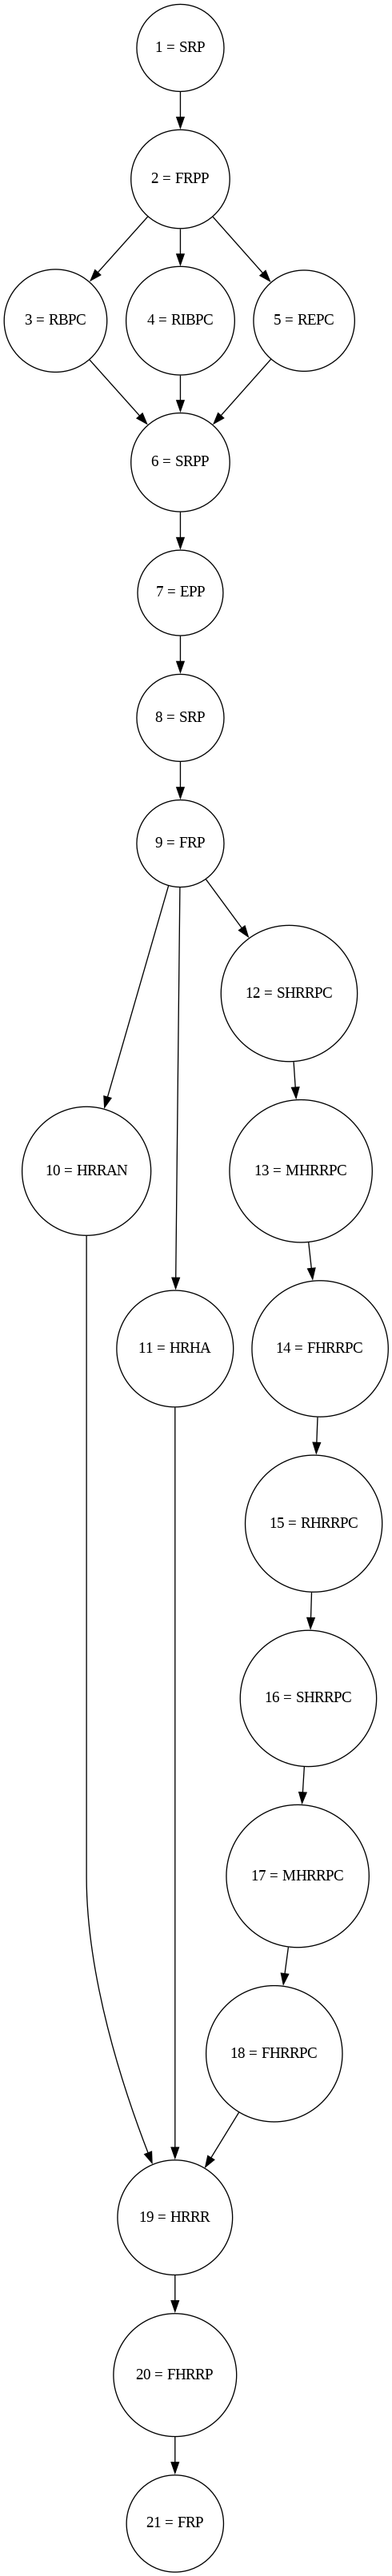 1 = SRP
2 = FRPP
3 = RBPC
4 = RIBPC
5 = REPC
6 = SRPP
7 = EPP
8 = SRP
9 = FRP
12 = SHRRPC
10 = HRRAN
13 = MHRRPC
11 = HRHA
14 = FHRRPC
15 = RHRRPC
16 = SHRRPC
17 = MHRRPC
18 = FHRRPC
19 = HRRR
20 = FHRRP
21 = FRP